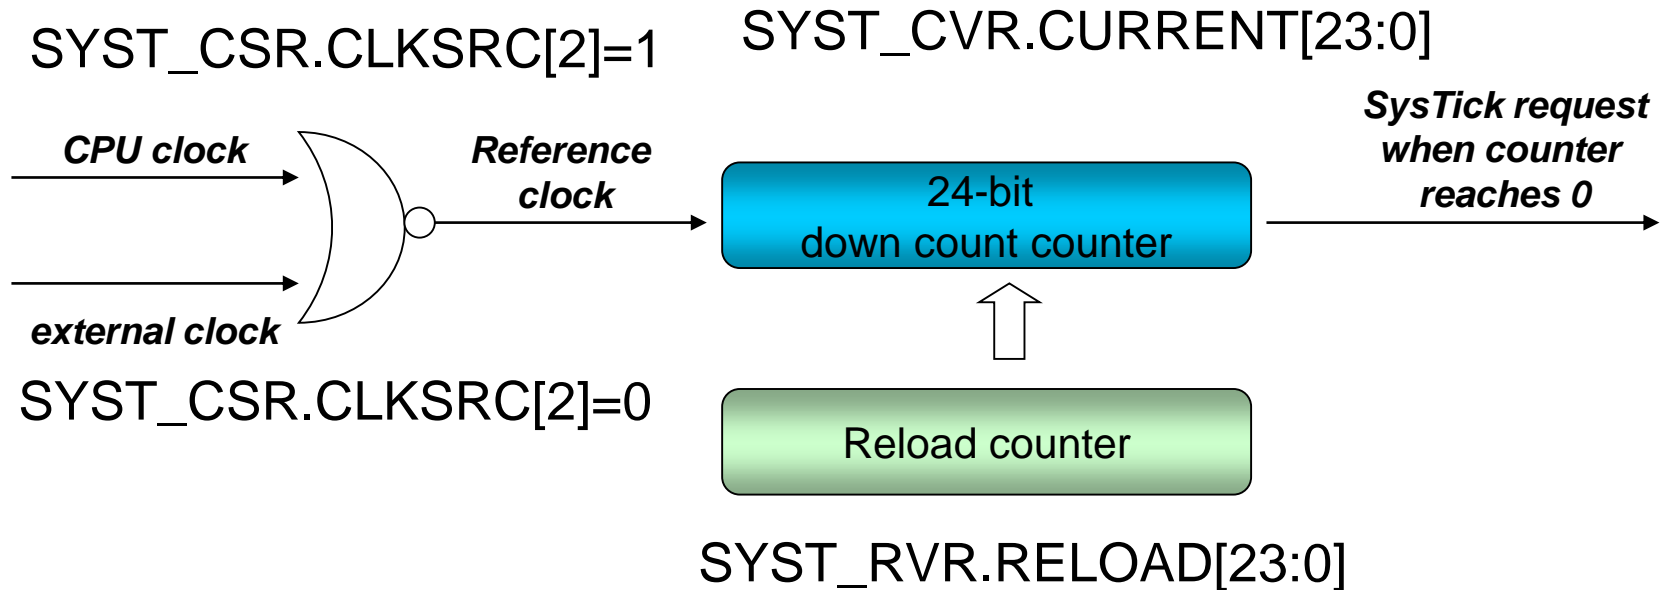 SYST_CSR.CLKSRC[2]=1
SYST_CVR.CURRENT[23:0]
CPU clock
Reference
clock
24-bit
down count counter
SysTick request
when counter
reaches 0
external clock
SYST_CSR.CLKSRC[2]=0
Reload counter
SYST_RVR.RELOAD[23:0]